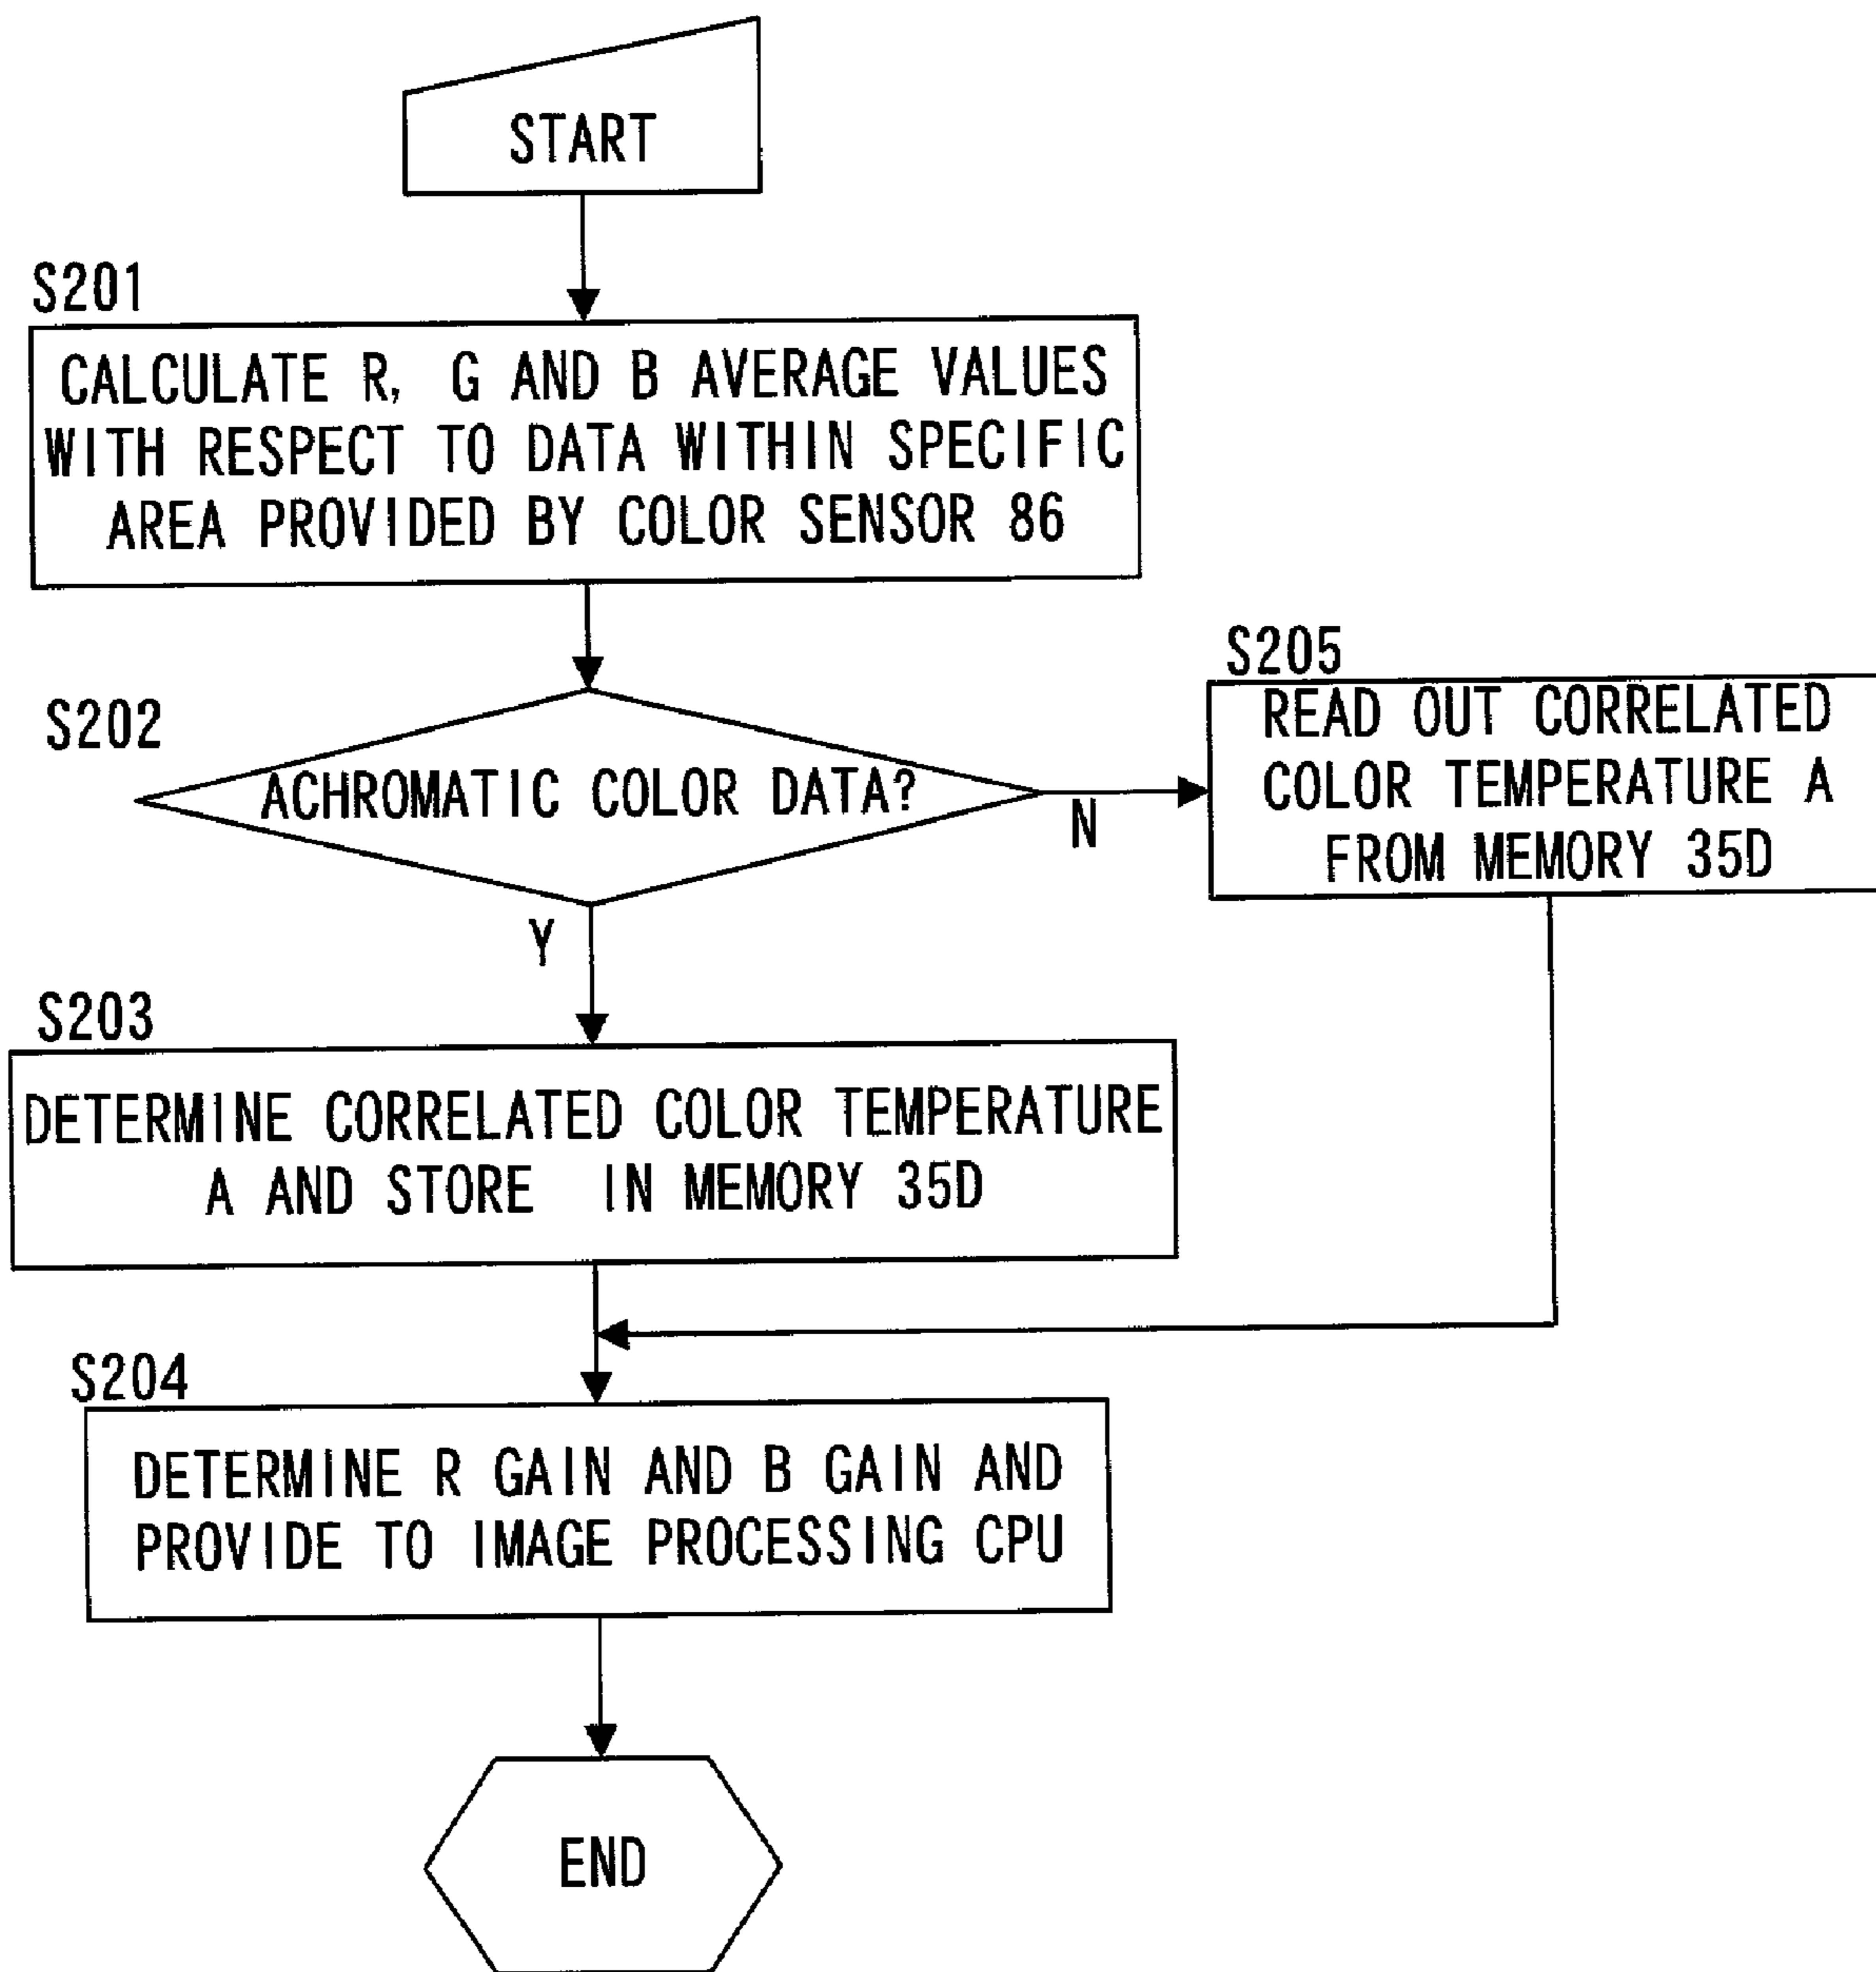 START
S201
CALCULATE R, G AND B AVERAGE VALUES
WITH RESPECT TO DATA WITHIN SPECIFIC
AREA PROVIDED BY COLOR SENSOR 86
S202
ACHROMATIC COLOR DATA?
N
Y
S205
READ OUT CORRELATED
COLOR TEMPERATURE A
FROM MEMORY 35D
S203
DETERMINE CORRELATED COLOR TEMPERATURE
A AND STORE IN MEMORY 35D
S204
DETERMINE R GAIN AND B GAIN AND
PROVIDE TO IMAGE PROCESSING CPU
END